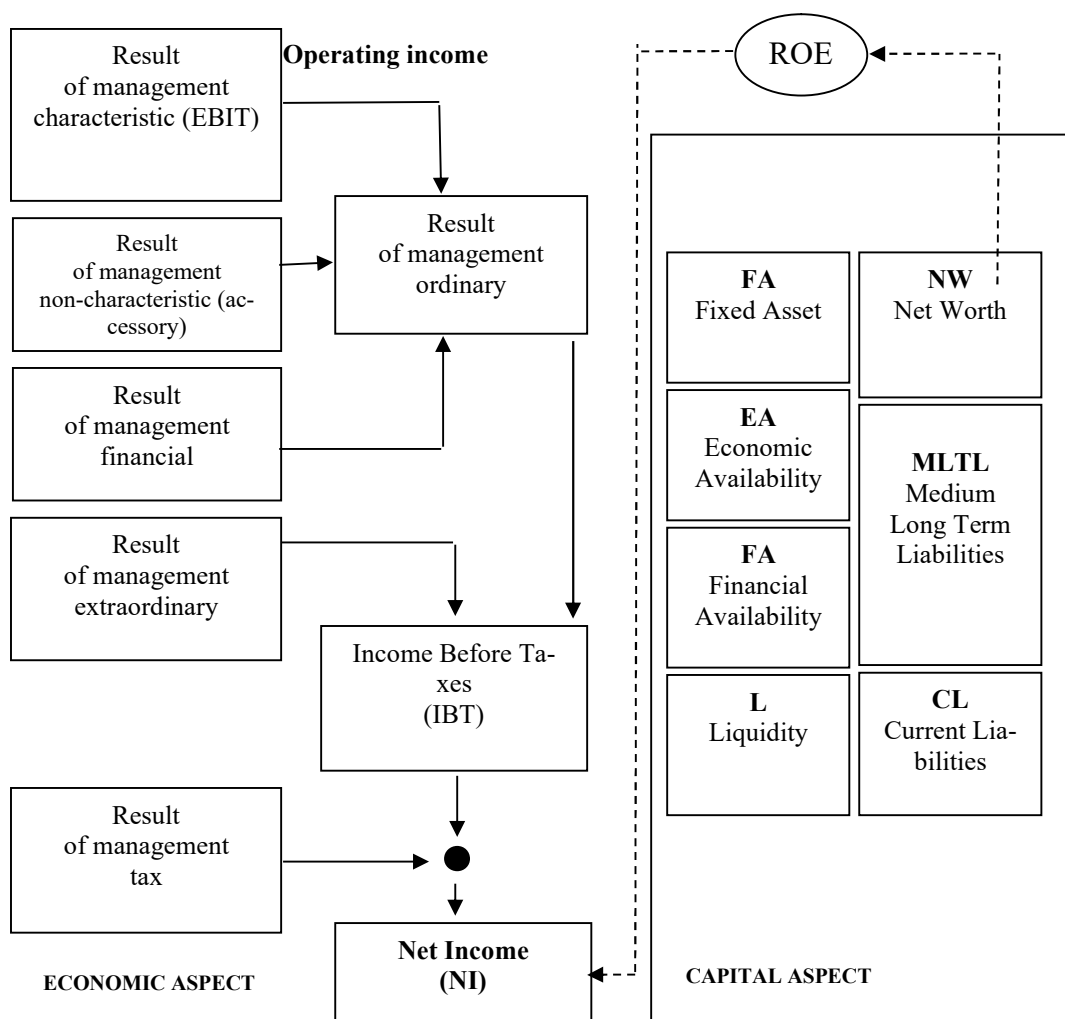 Result
of management
characteristic (EBIT)
Operating income
ROE
Result
of management
non-characteristic (ac-
cessory)
Result
of management
ordinary
Result
of management
financial
Result
of management
extraordinary
Income Before Ta-
xes
(IBT)
Result
of management
tax
Net Income
(NI)
ECONOMIC ASPECT
FA
Fixed Asset
NW
Net Worth
EA
Economic
Availability
MLTL
Medium
Long Term
Liabilities
FA
Financial
Availability
L
Liquidity
CL
Current Lia-
bilities
CAPITAL ASPECT